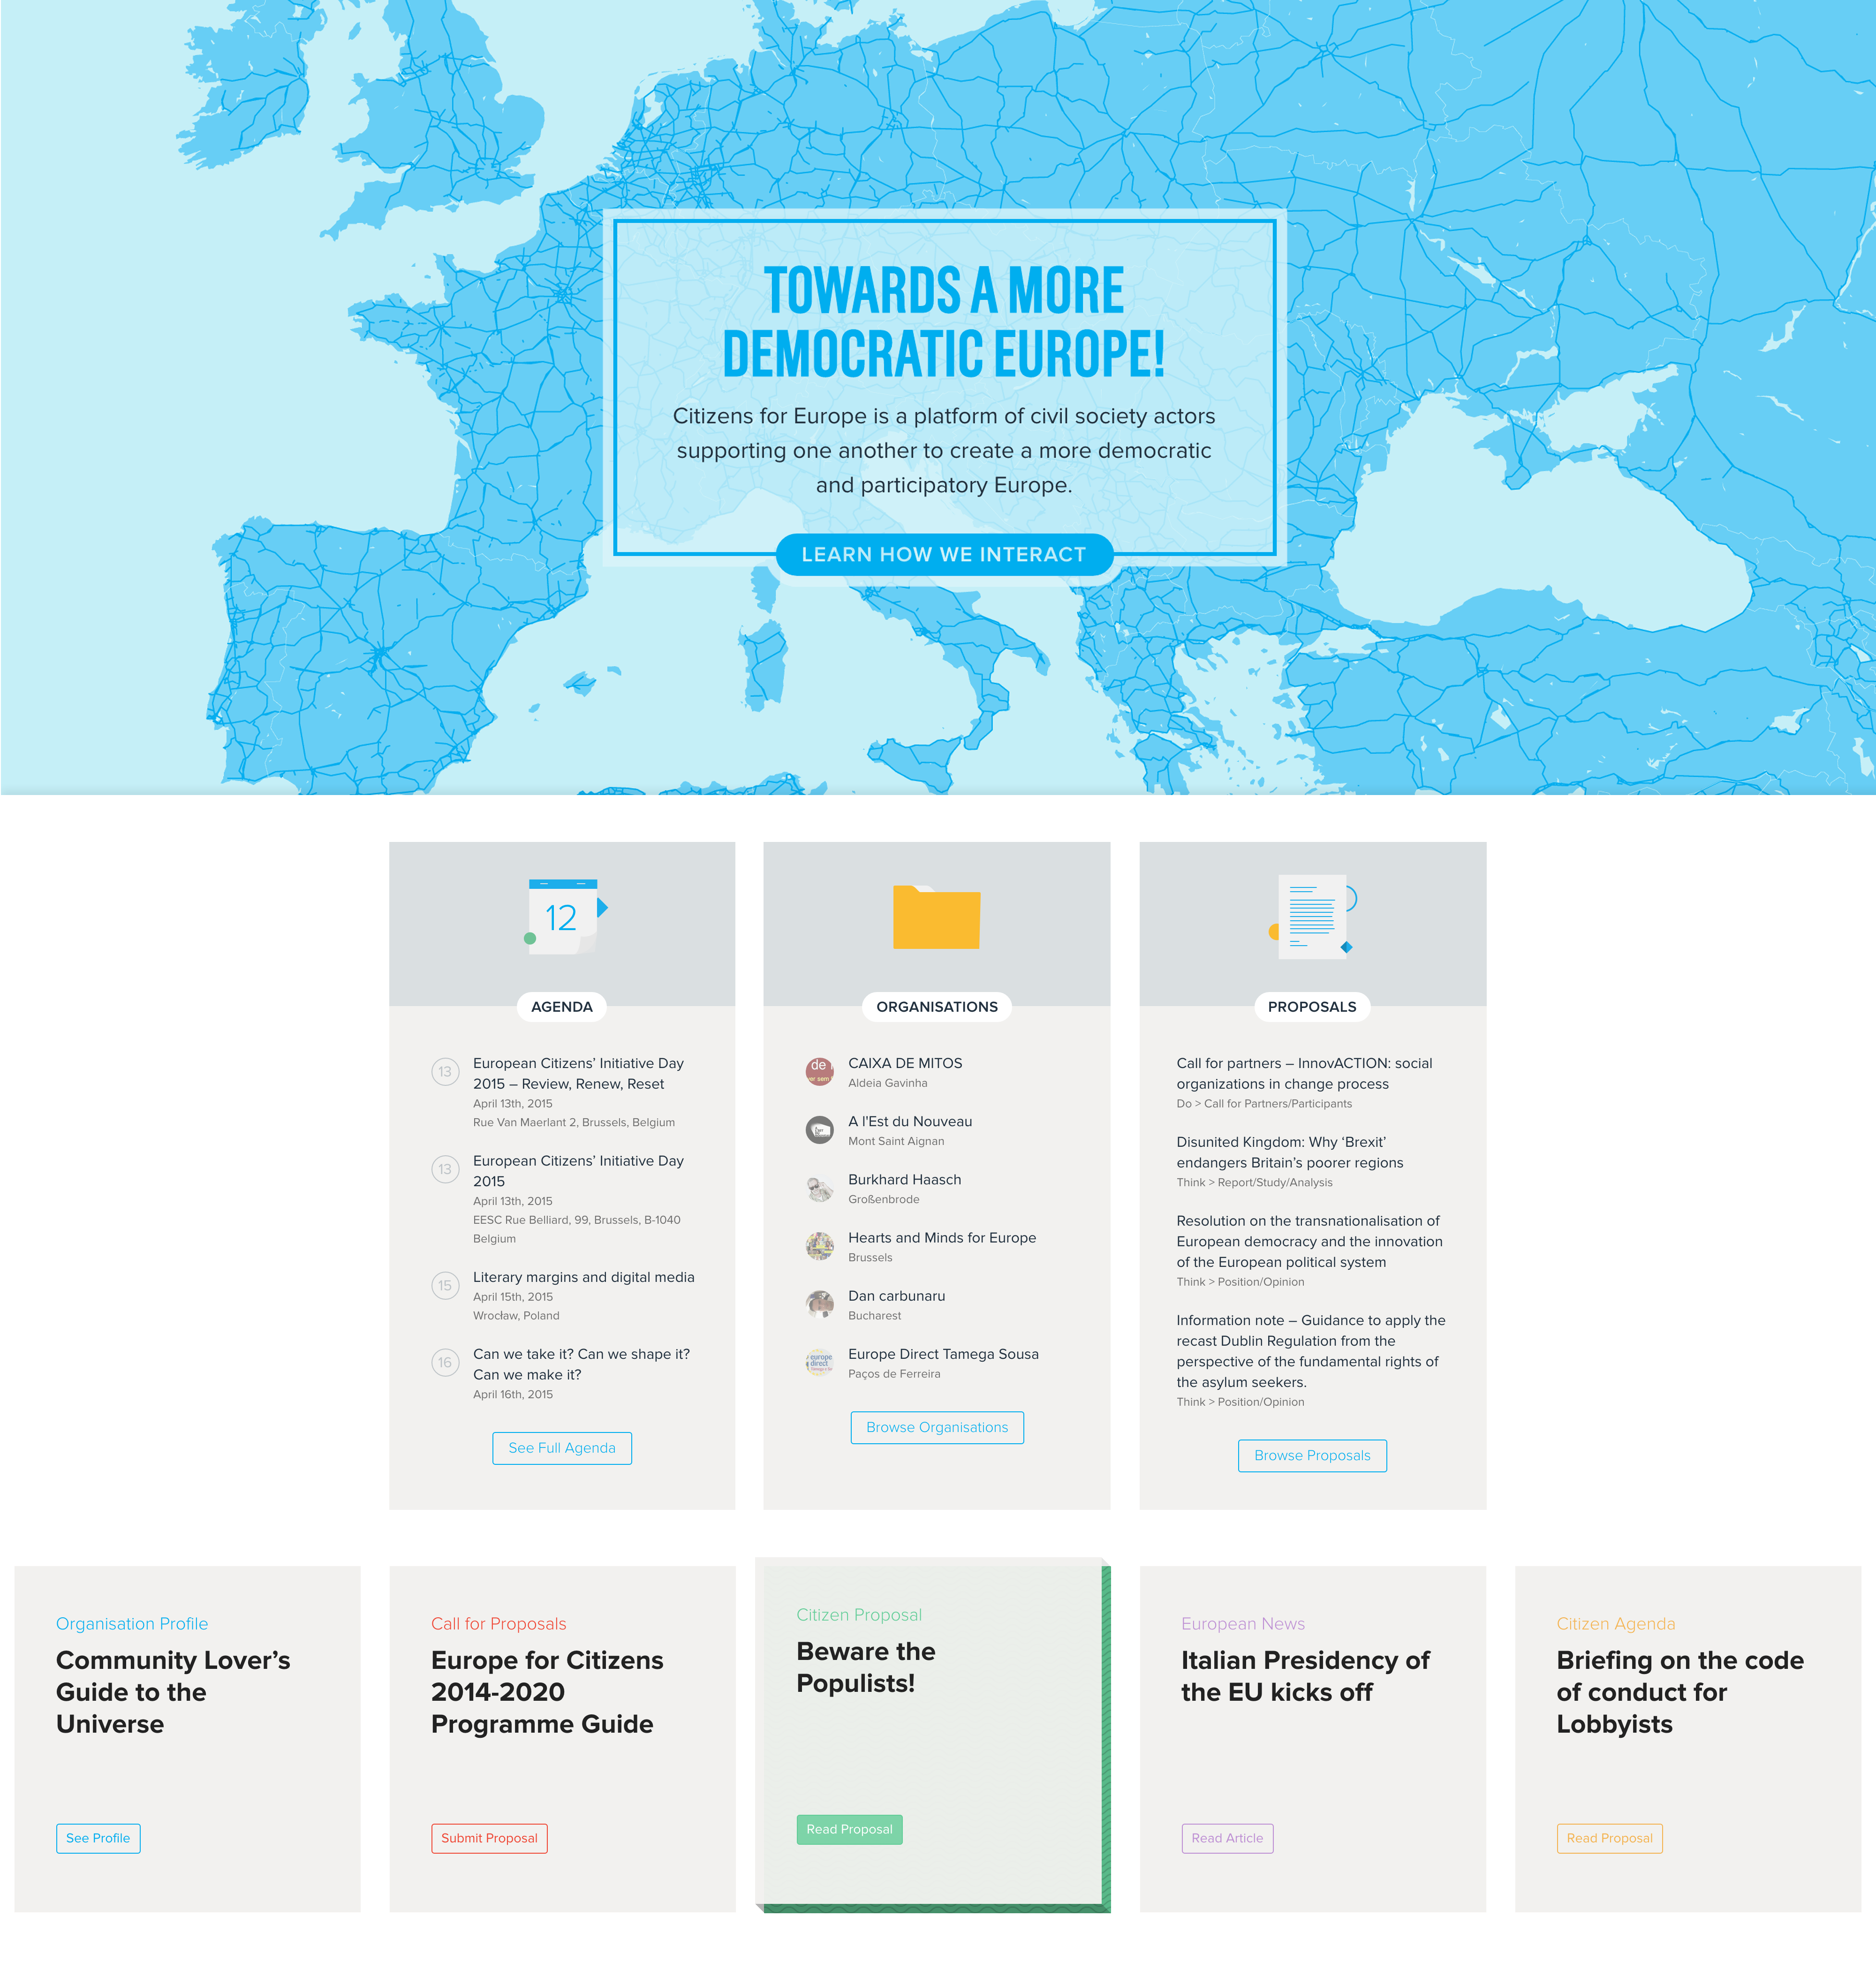 TOWARDS A MORE
DEMOCRATIC EUROPE!
Citizens for Europe is a platform of civil society actors
supporting one another to create a more democratic
and participatory Europe.
LEARN HOW WE INTERACT
12
AGENDA
13
European Citizens’ Initiative Day
2015 – Review, Renew, Reset
April 13th, 2015
Rue Van Maerlant 2, Brussels, Belgium
13
European Citizens’ Initiative Day
2015
April 13th, 2015
EESC Rue Belliard, 99, Brussels, B-1040
Belgium
15
Literary margins and digital media
April 15th, 2015
Wrocław, Poland
16
Can we take it? Can we shape it?
Can we make it?
April 16th, 2015
See Full Agenda
ORGANISATIONS
de
CAIXA DE MITOS
Aldeia Gavinha
A l'Est du Nouveau
Mont Saint Aignan
Burkhard Haasch
Großenbrode
Hearts and Minds for Europe
Brussels
Dan carbunaru
Bucharest
europe
direct
Europe Direct Tamega Sousa
Paços de Ferreira
Browse Organisations
PROPOSALS
Call for partners – InnovACTION: social
organizations in change process
Do > Call for Partners/Participants
Disunited Kingdom: Why ‘Brexit’
endangers Britain’s poorer regions
Think > Report/Study/Analysis
Resolution on the transnationalisation of
European democracy and the innovation
of the European political system
Think > Position/Opinion
Information note – Guidance to apply the
recast Dublin Regulation from the
perspective of the fundamental rights of
the asylum seekers.
Think > Position/Opinion
Browse Proposals
Organisation Profile
Community Lover’s
Guide to the
Universe
See Profile
Call for Proposals
Europe for Citizens
2014-2020
Programme Guide
Submit Proposal
Citizen Proposal
Beware the
Populists!
Read Proposal
European News
Italian Presidency of
the EU kicks off
Read Article
Citizen Agenda
Briefing on the code
of conduct for
Lobbyists
Read Proposal